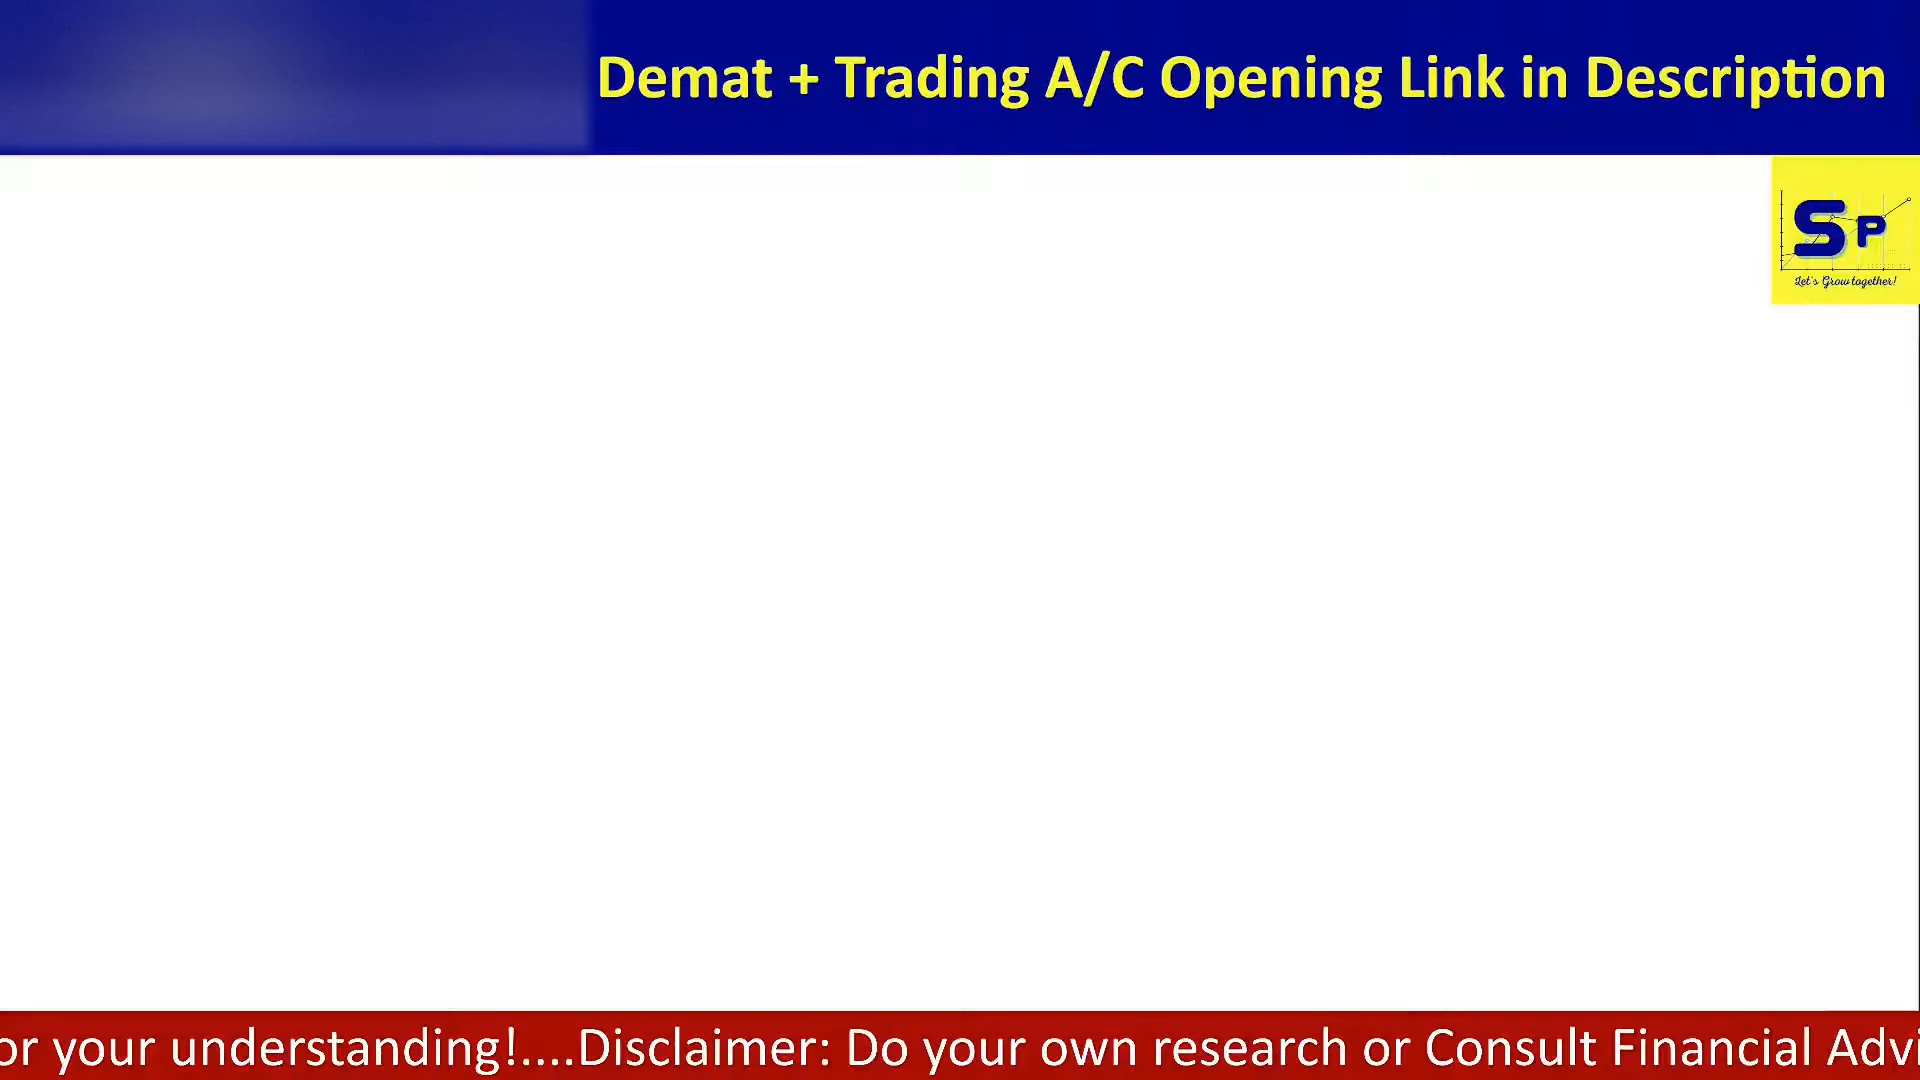 Demat + Trading A/C Opening Link in Description
SP
Let's Grow together!
or your understanding!....Disclaimer: Do your own research or Consult Financial Advi